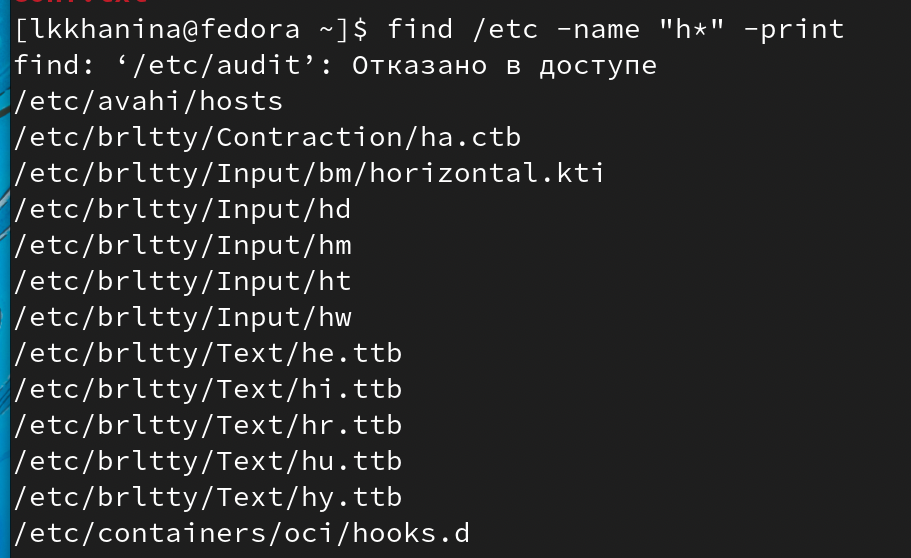 [lkkhanina@fedora ~]$ find /etc -name "h*" -print
find: ‘/etc/audit’: Отказано в доступе
/etc/avahi/hosts
/etc/brltty/Contraction/ha.ctb
/etc/brltty/Input/bm/horizontal.kti
/etc/brltty/Input/hd
/etc/brltty/Input/hm
/etc/brltty/Input/ht
/etc/brltty/Input/hw
/etc/brltty/Text/he.ttb
/etc/brltty/Text/hi.ttb
/etc/brltty/Text/hr.ttb
/etc/brltty/Text/hu.ttb
/etc/brltty/Text/hy.ttb
/etc/containers/oci/hooks.d